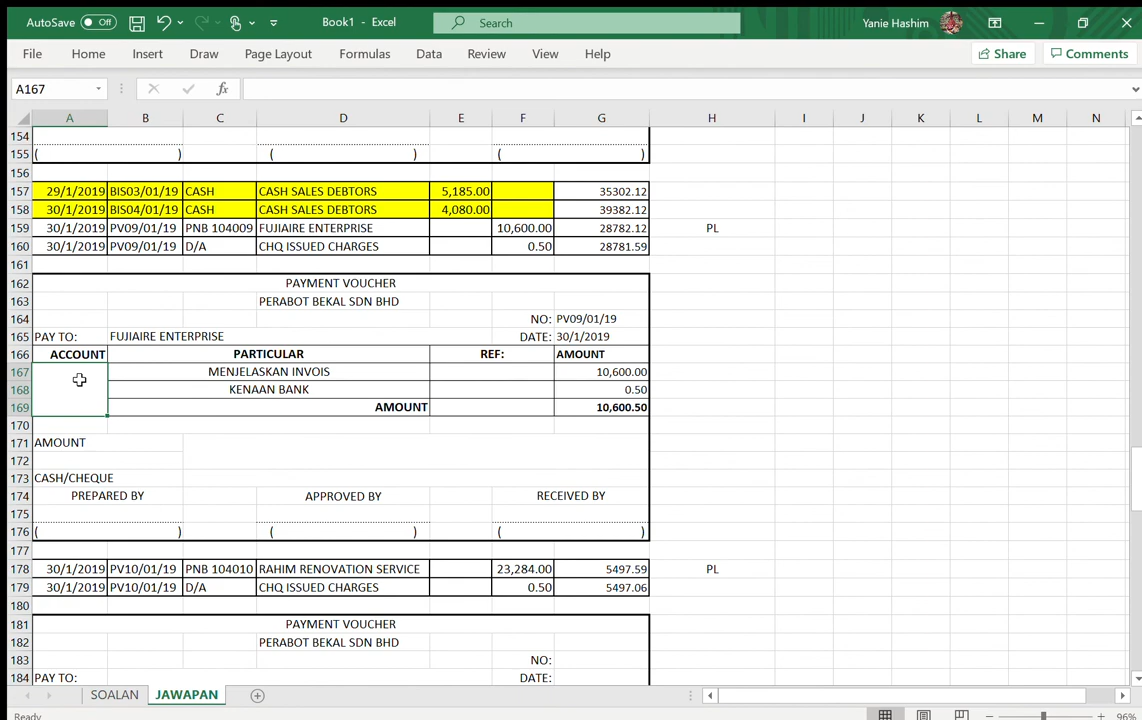 AutoSave Off Book1 - Excel Search Yanie Hashim
File Home Insert Draw Page Layout Formulas Data Review View Help Share Comments
A167 fx
A B C D E F G H I J K L M N
154
155 ( ) ( ) ( )
156
157 29/1/2019 BIS03/01/19 CASH CASH SALES DEBTORS 5,185.00 35302.12
158 30/1/2019 BIS04/01/19 CASH CASH SALES DEBTORS 4,080.00 39382.12
159 30/1/2019 PV09/01/19 PNB 104009 FUJIAIRE ENTERPRISE 10,600.00 28782.12 PL
160 30/1/2019 PV09/01/19 D/A CHQ ISSUED CHARGES 0.50 28781.59
161
162 PAYMENT VOUCHER
163 PERABOT BEKAL SDN BHD
164 NO: PV09/01/19
165 PAY TO: FUJIAIRE ENTERPRISE DATE: 30/1/2019
166 ACCOUNT PARTICULAR REF: AMOUNT
167 MENJELASKAN INVOIS 10,600.00
168 KENAAN BANK 0.50
169 AMOUNT 10,600.50
170
171 AMOUNT
172
173 CASH/CHEQUE
174 PREPARED BY APPROVED BY RECEIVED BY
175
176 ( ) ( ) ( )
177
178 30/1/2019 PV10/01/19 PNB 104010 RAHIM RENOVATION SERVICE 23,284.00 5497.59 PL
179 30/1/2019 PV10/01/19 D/A CHQ ISSUED CHARGES 0.50 5497.06
180
181 PAYMENT VOUCHER
182 PERABOT BEKAL SDN BHD
183 NO:
184 PAY TO: DATE:
SOALAN JAWAPAN
Ready 96%